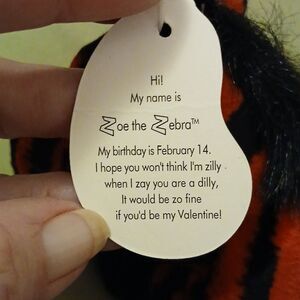 Hi!
My name is
Zoe the Zebra™
My birthday is February 14.
I hope you won't think I'm zilly
when I zay you are a dilly,
It would be zo fine
if you'd be my Valentine!